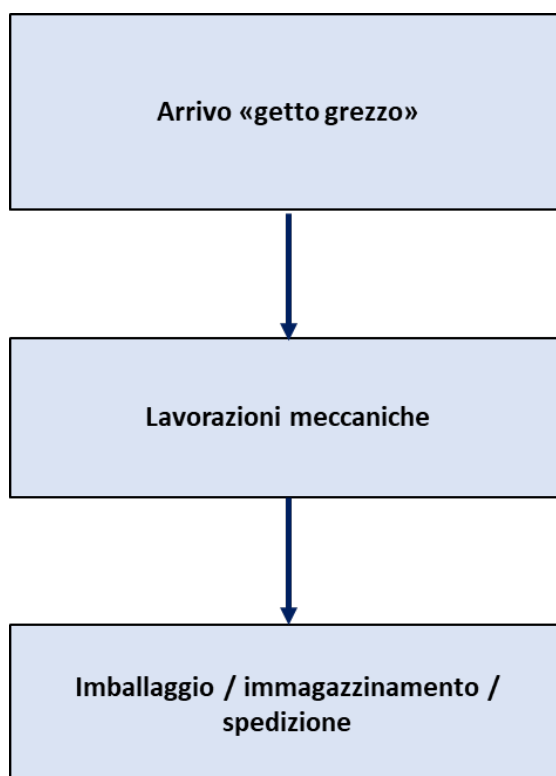 Arrivo «getto grezzo»
Lavorazioni meccaniche
Imballaggio / immagazzinamento /
spedizione